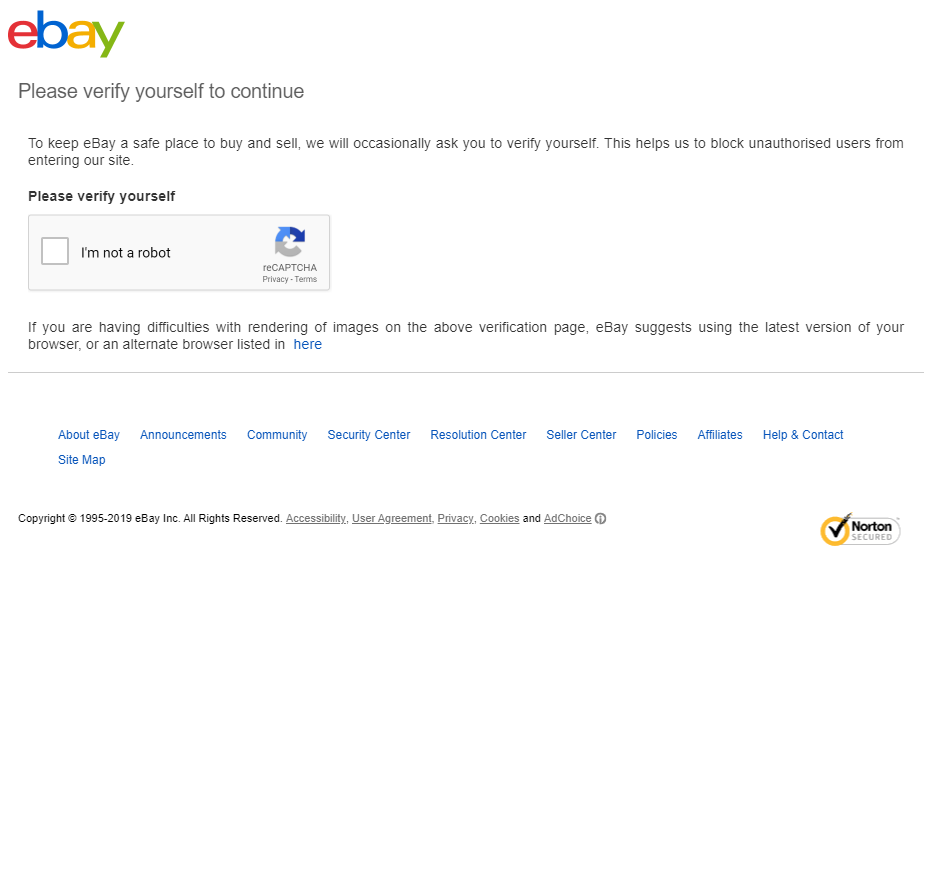 ebay
Please verify yourself to continue
To keep eBay a safe place to buy and sell, we will occasionally ask you to verify yourself. This helps us to block unauthorised users from
entering our site.
Please verify yourself
I'm not a robot
reCAPTCHA
Privacy - Terms
If you are having difficulties with rendering of images on the above verification page, eBay suggests using the latest version of your
browser, or an alternate browser listed in here
About eBay Announcements Community Security Center Resolution Center Seller Center Policies Affiliates Help & Contact
Site Map
Copyright © 1995-2019 eBay Inc. All Rights Reserved. Accessibility, User Agreement, Privacy, Cookies and AdChoice
Norton
SECURED